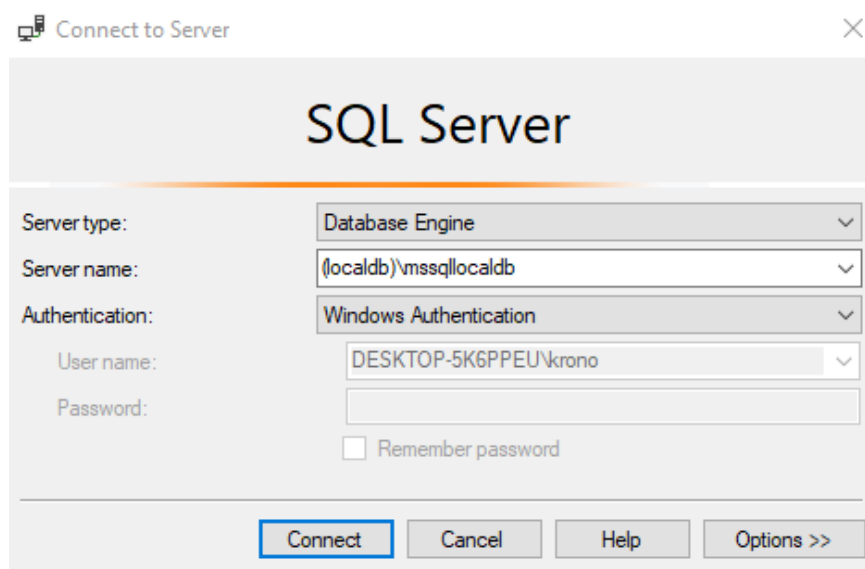 Connect to Server
SQL Server
Server type: Database Engine
Server name: (localdb)\mssqllocaldb
Authentication: Windows Authentication
User name: DESKTOP-5K6PPEU\krono
Password:
Remember password
Connect Cancel Help Options >>